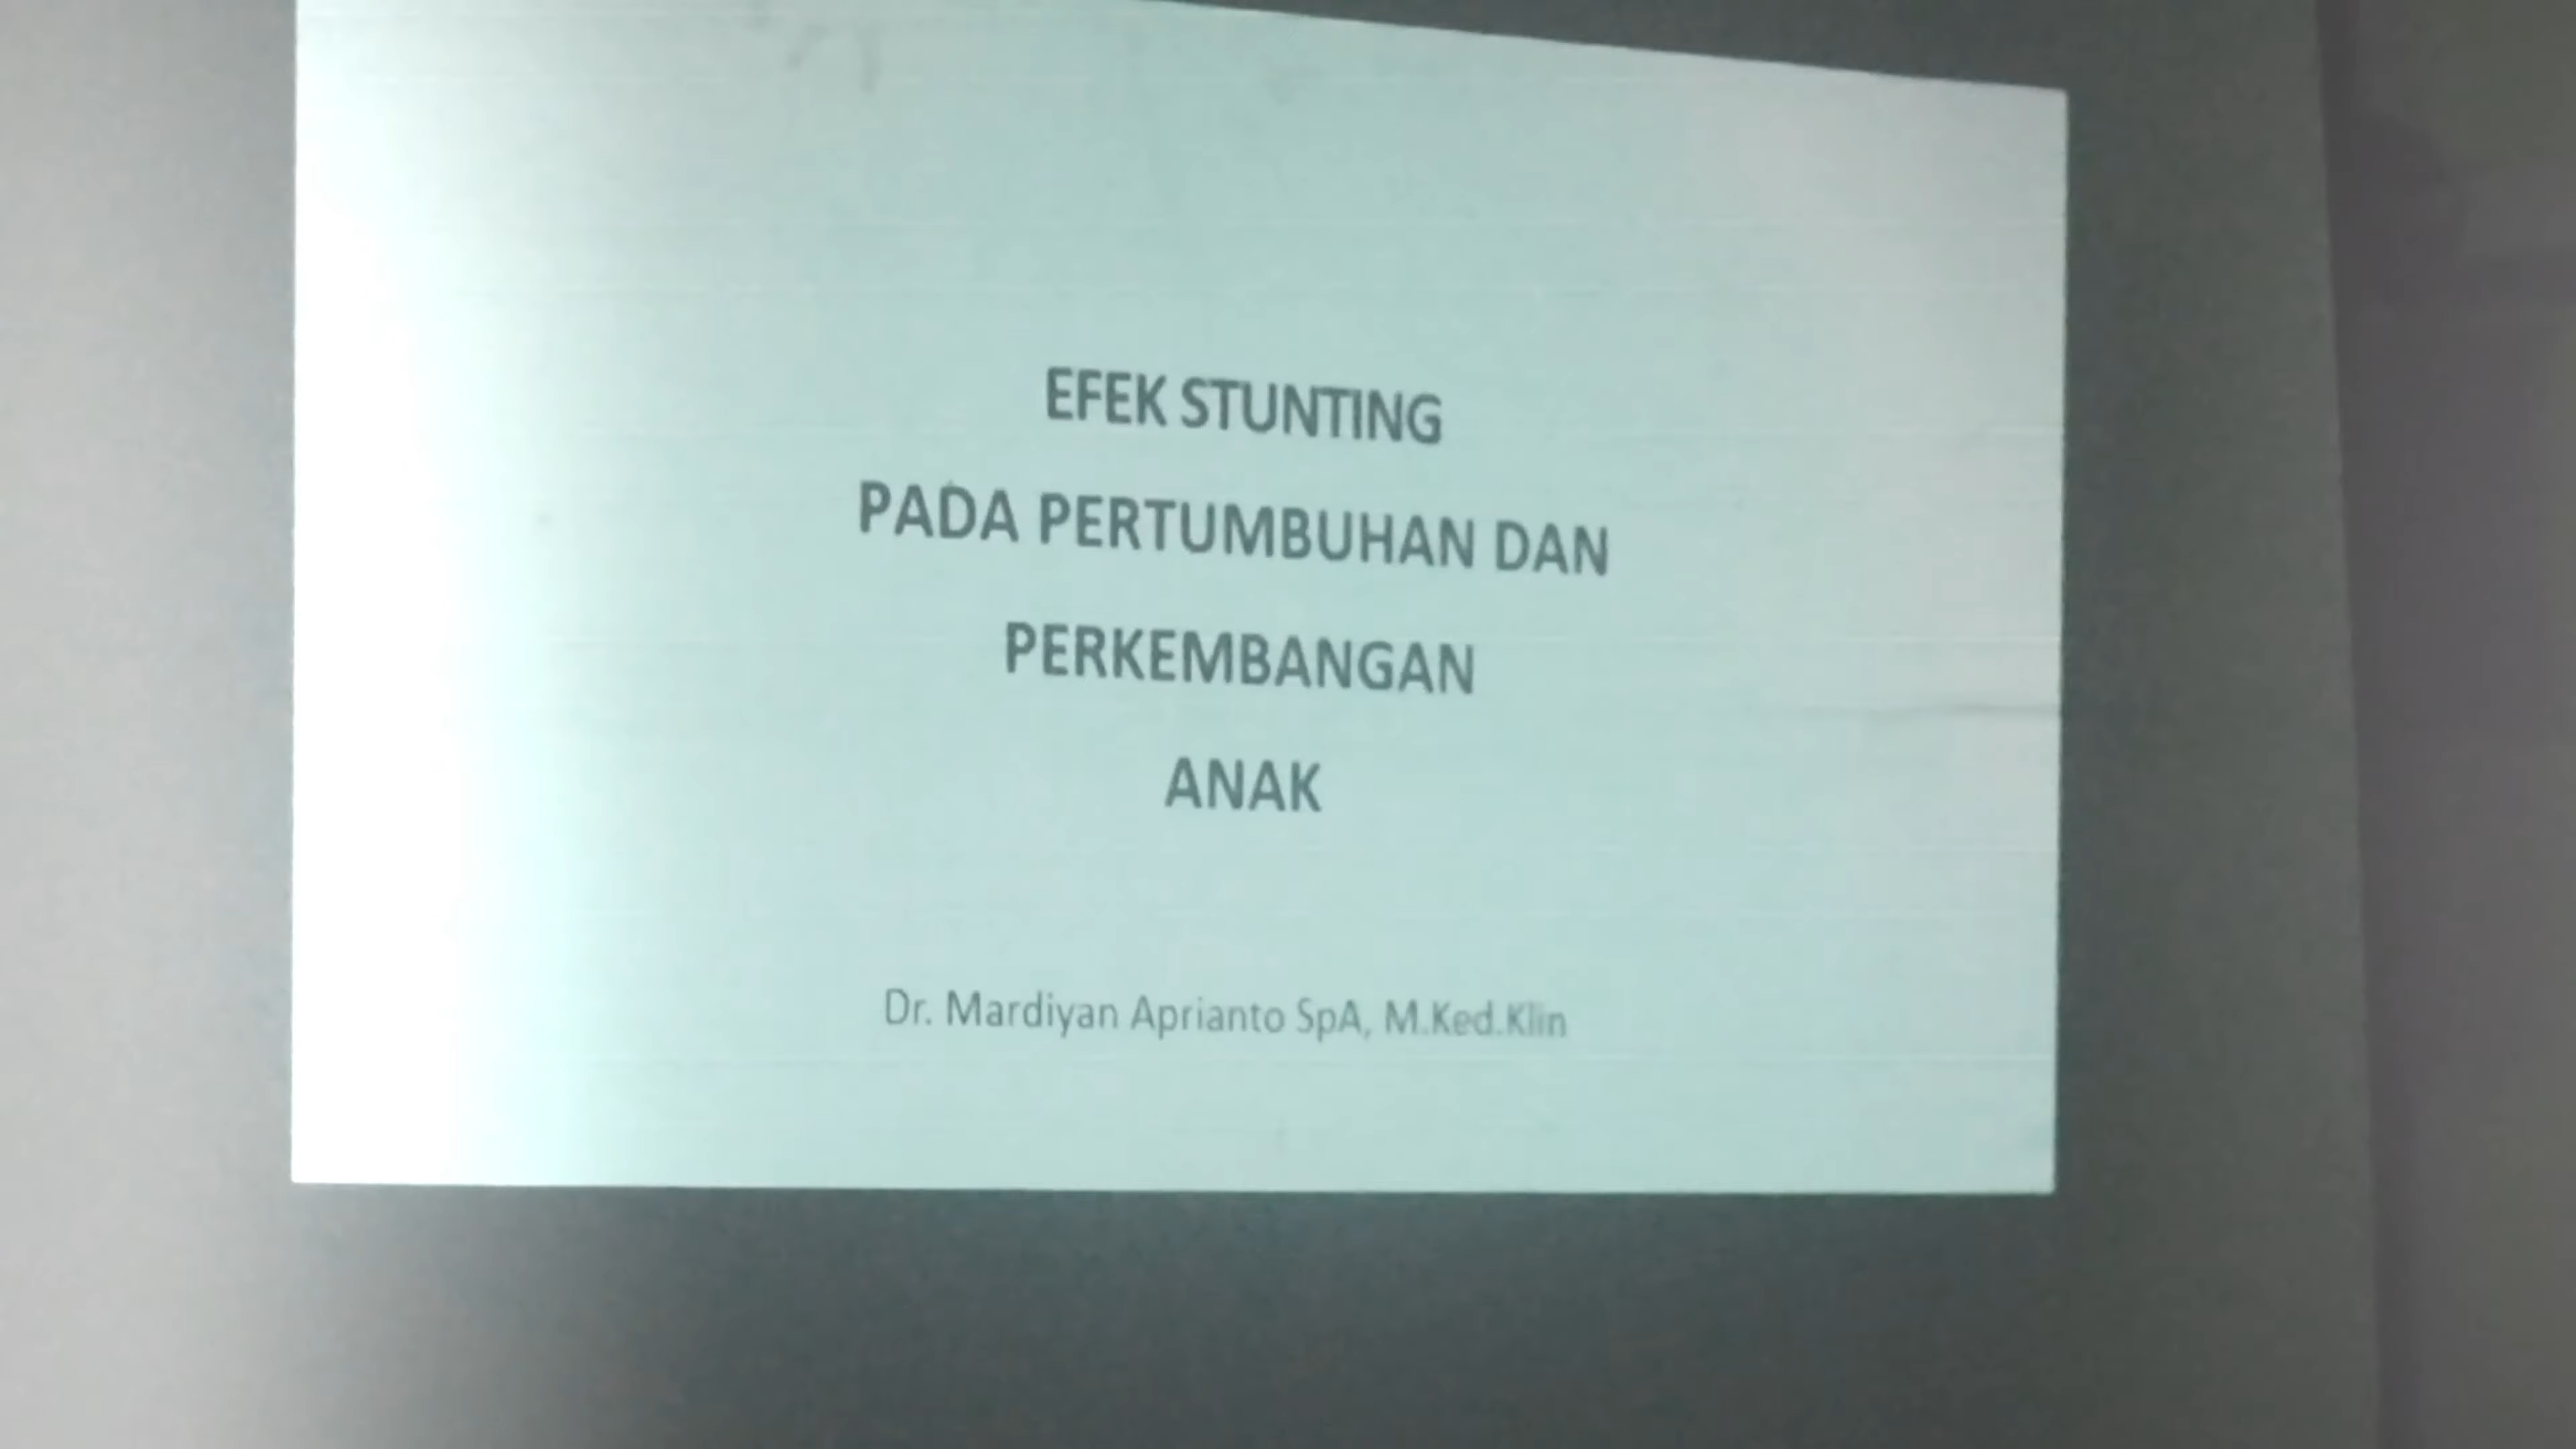 EFEK STUNTING
PADA PERTUMBUHAN DAN
PERKEMBANGAN
ANAK
Dr. Mardiyan Aprianto SpA, M.Ked.Klin